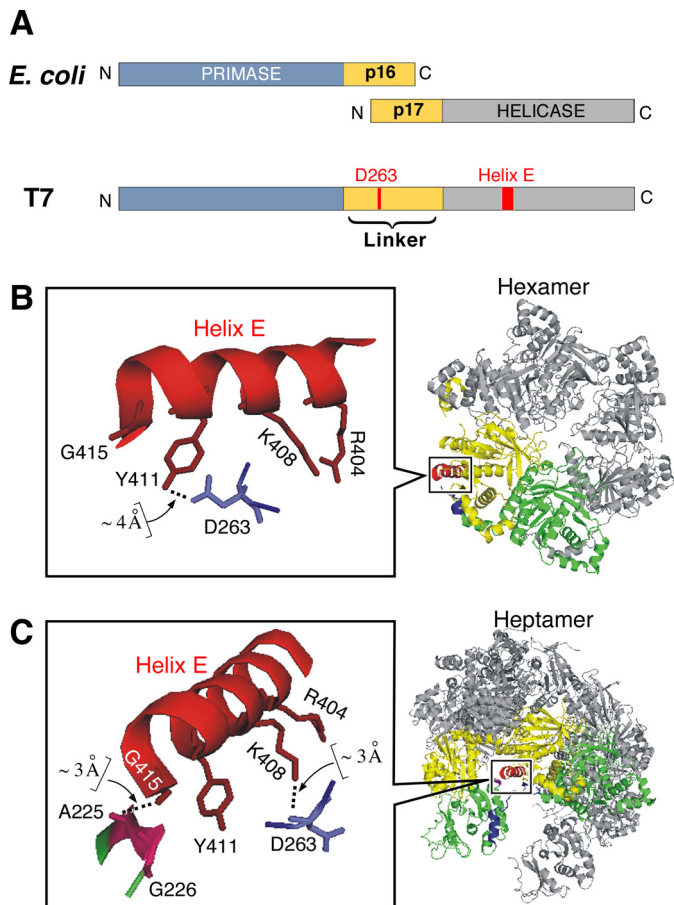 A
E. coli
N
PRIMASE
p16
C
N
p17
HELICASE
C
D263
Helix E
T7
N
C
Linker
B
Hexamer
Helix E
G415
Y411
K408
R404
~ 4Å
D263
C
Heptamer
Helix E
R404
G415
K408
~ 3Å
~ 3Å
A225
Y411
D263
G226